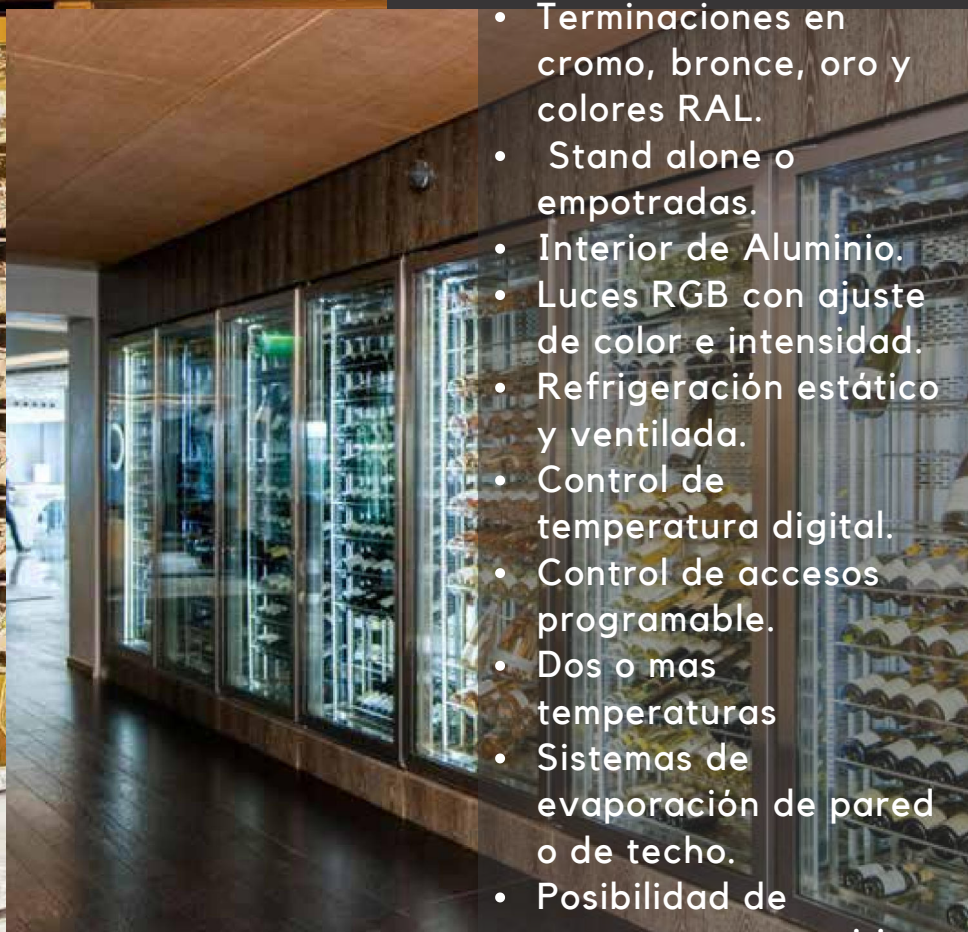 • Terminaciones en
cromo, bronce, oro y
colores RAL.
• Stand alone o
empotradas.
• Interior de Aluminio.
• Luces RGB con ajuste
de color e intensidad.
• Refrigeración estático
y ventilada.
• Control de
temperatura digital.
• Control de accesos
programable.
• Dos o mas
temperaturas
• Sistemas de
evaporación de pared
o de techo.
• Posibilidad de